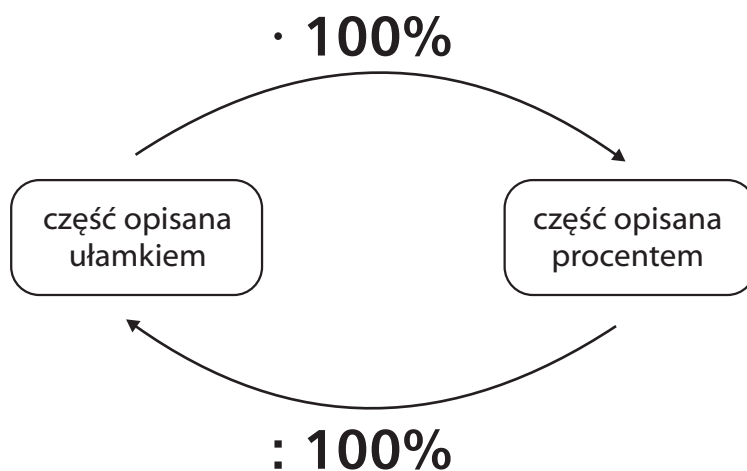 · 100%
część opisana
ułamkiem
część opisana
procentem
: 100%